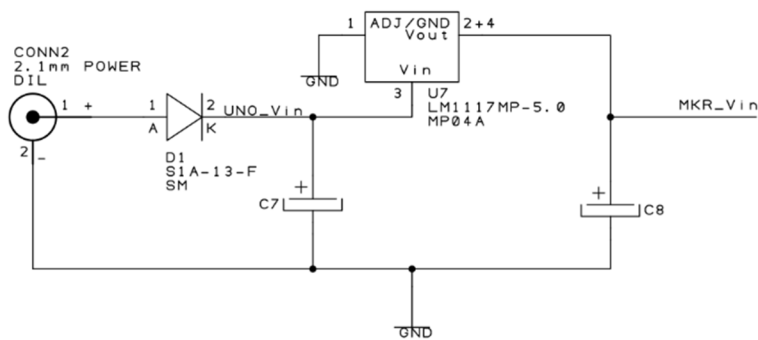 CONN2
2.1mm POWER
DIL
1 +
2 -
1 2
A K
D1
S1A-13-F
SM
UNO_Vin
1 ADJ/GND 2+4
Vout
Vin
3
GND
U7
LM1117MP-5.0
MP04A
MKR_Vin
+
C7
+
C8
GND